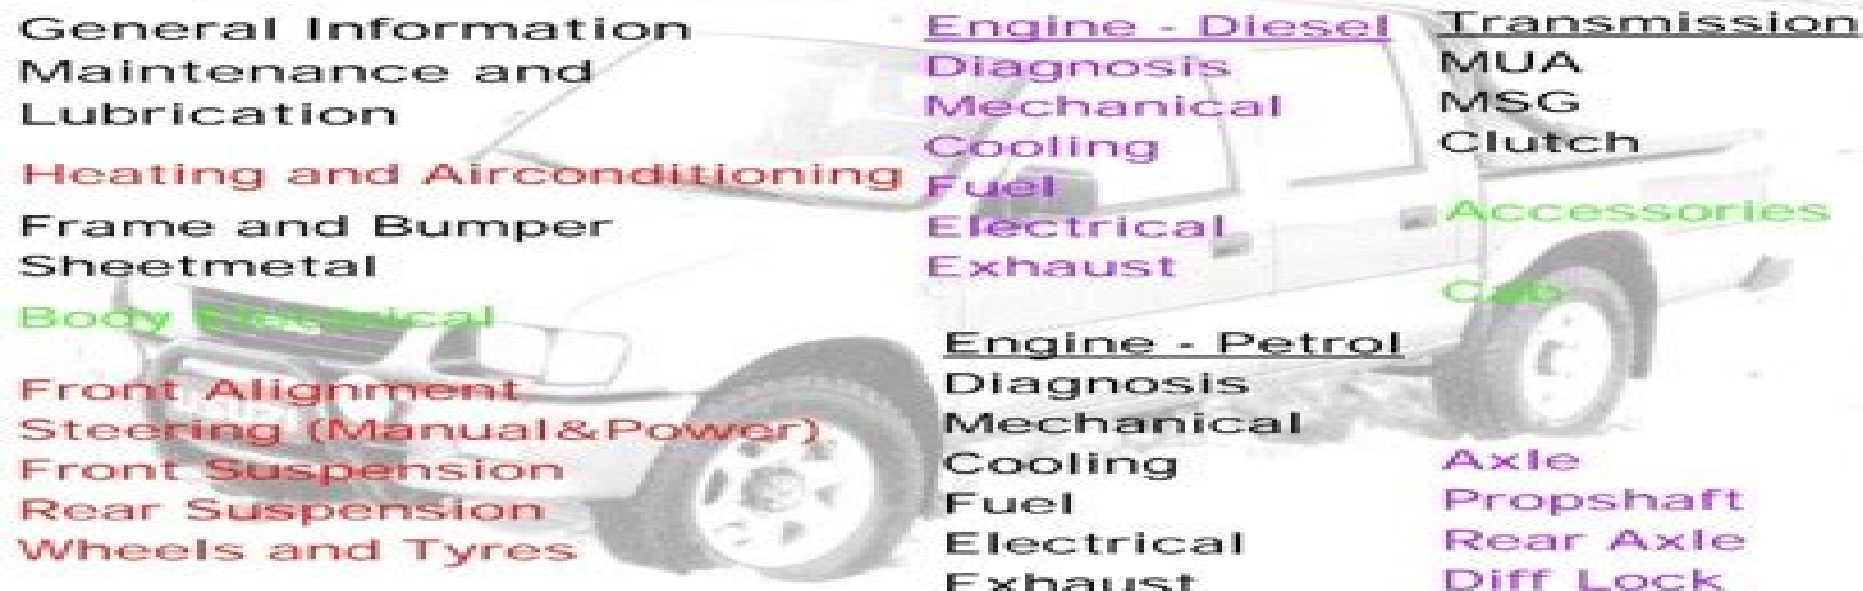 General Information
Maintenance and
Lubrication
Heating and Airconditioning
Frame and Bumper
Sheetmetal
Body Electrical
Front Alignment
Steering (Manual&Power)
Front Suspension
Rear Suspension
Wheels and Tyres
Engine - Diesel
Diagnosis
Mechanical
Cooling
Fuel
Electrical
Exhaust
Engine - Petrol
Diagnosis
Mechanical
Cooling
Fuel
Electrical
Exhaust
Transmission
MUA
MSG
Clutch
Accessories
Cab
Axle
Propshaft
Rear Axle
Diff Lock